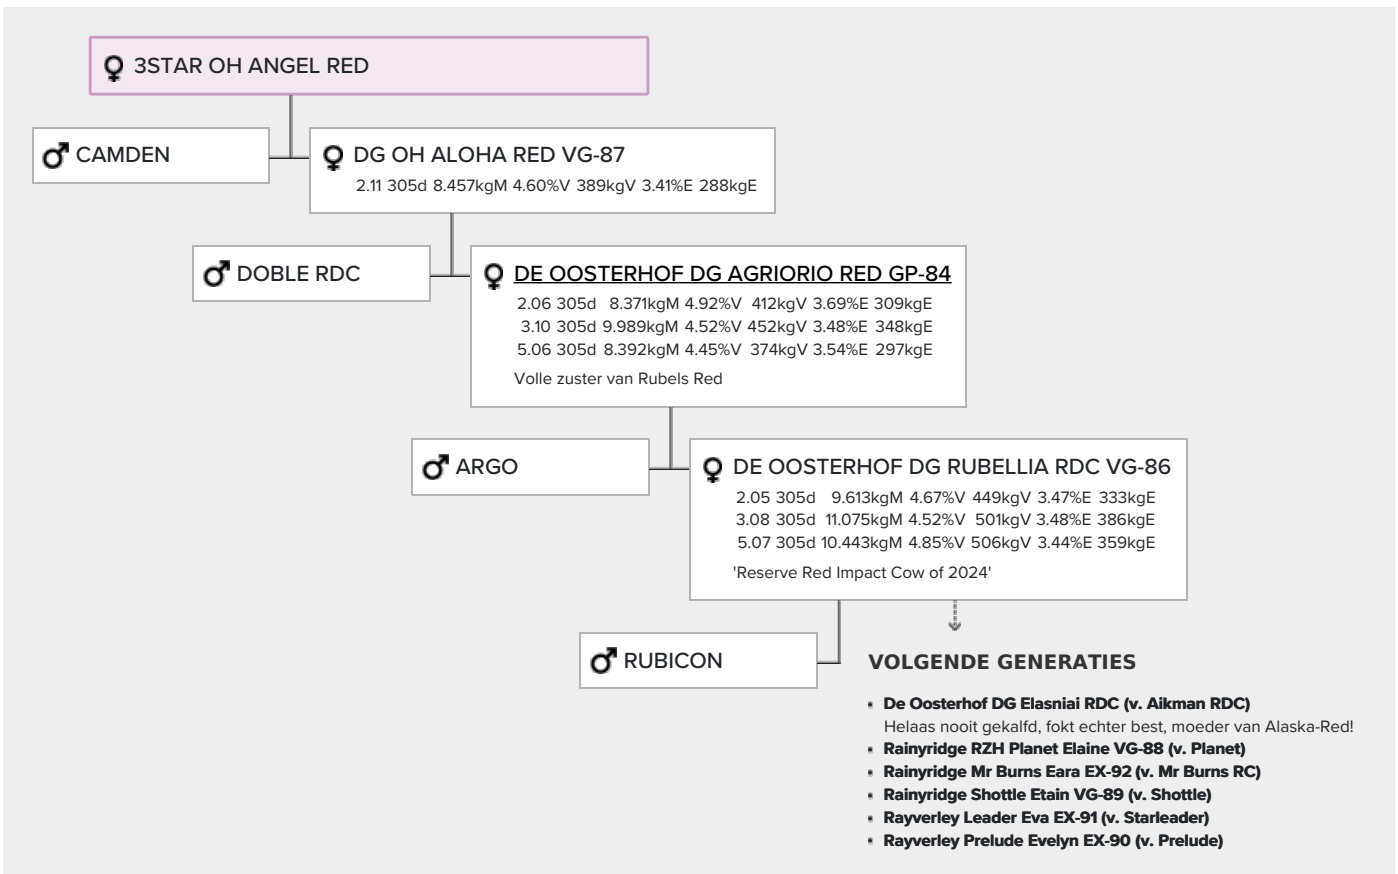 3STAR OH ANGEL RED
CAMDEN
DG OH ALOHA RED VG-87
2.11 305d 8.457kgM 4.60%V 389kgV 3.41%E 288kgE
DOBLE RDC
DE OOSTERHOF DG AGRIORIO RED GP-84
2.06 305d 8.371kgM 4.92%V 412kgV 3.69%E 309kgE
3.10 305d 9.989kgM 4.52%V 452kgV 3.48%E 348kgE
5.06 305d 8.392kgM 4.45%V 374kgV 3.54%E 297kgE
Volle zuster van Rubels Red
ARGO
DE OOSTERHOF DG RUBELLIA RDC VG-86
2.05 305d 9.613kgM 4.67%V 449kgV 3.47%E 333kgE
3.08 305d 11.075kgM 4.52%V 501kgV 3.48%E 386kgE
5.07 305d 10.443kgM 4.85%V 506kgV 3.44%E 359kgE
'Reserve Red Impact Cow of 2024'
RUBICON
VOLGENDE GENERATIES
De Oosterhof DG Elasniai RDC (v. Aikman RDC)
Helaas nooit gekalfd, fokt echter best, moeder van Alaska-Red!
Rainyridge RZH Planet Elaine VG-88 (v. Planet)
Rainyridge Mr Burns Eara EX-92 (v. Mr Burns RC)
Rainyridge Shottle Etain VG-89 (v. Shottle)
Rayverley Leader Eva EX-91 (v. Starleader)
Rayverley Prelude Evelyn EX-90 (v. Prelude)